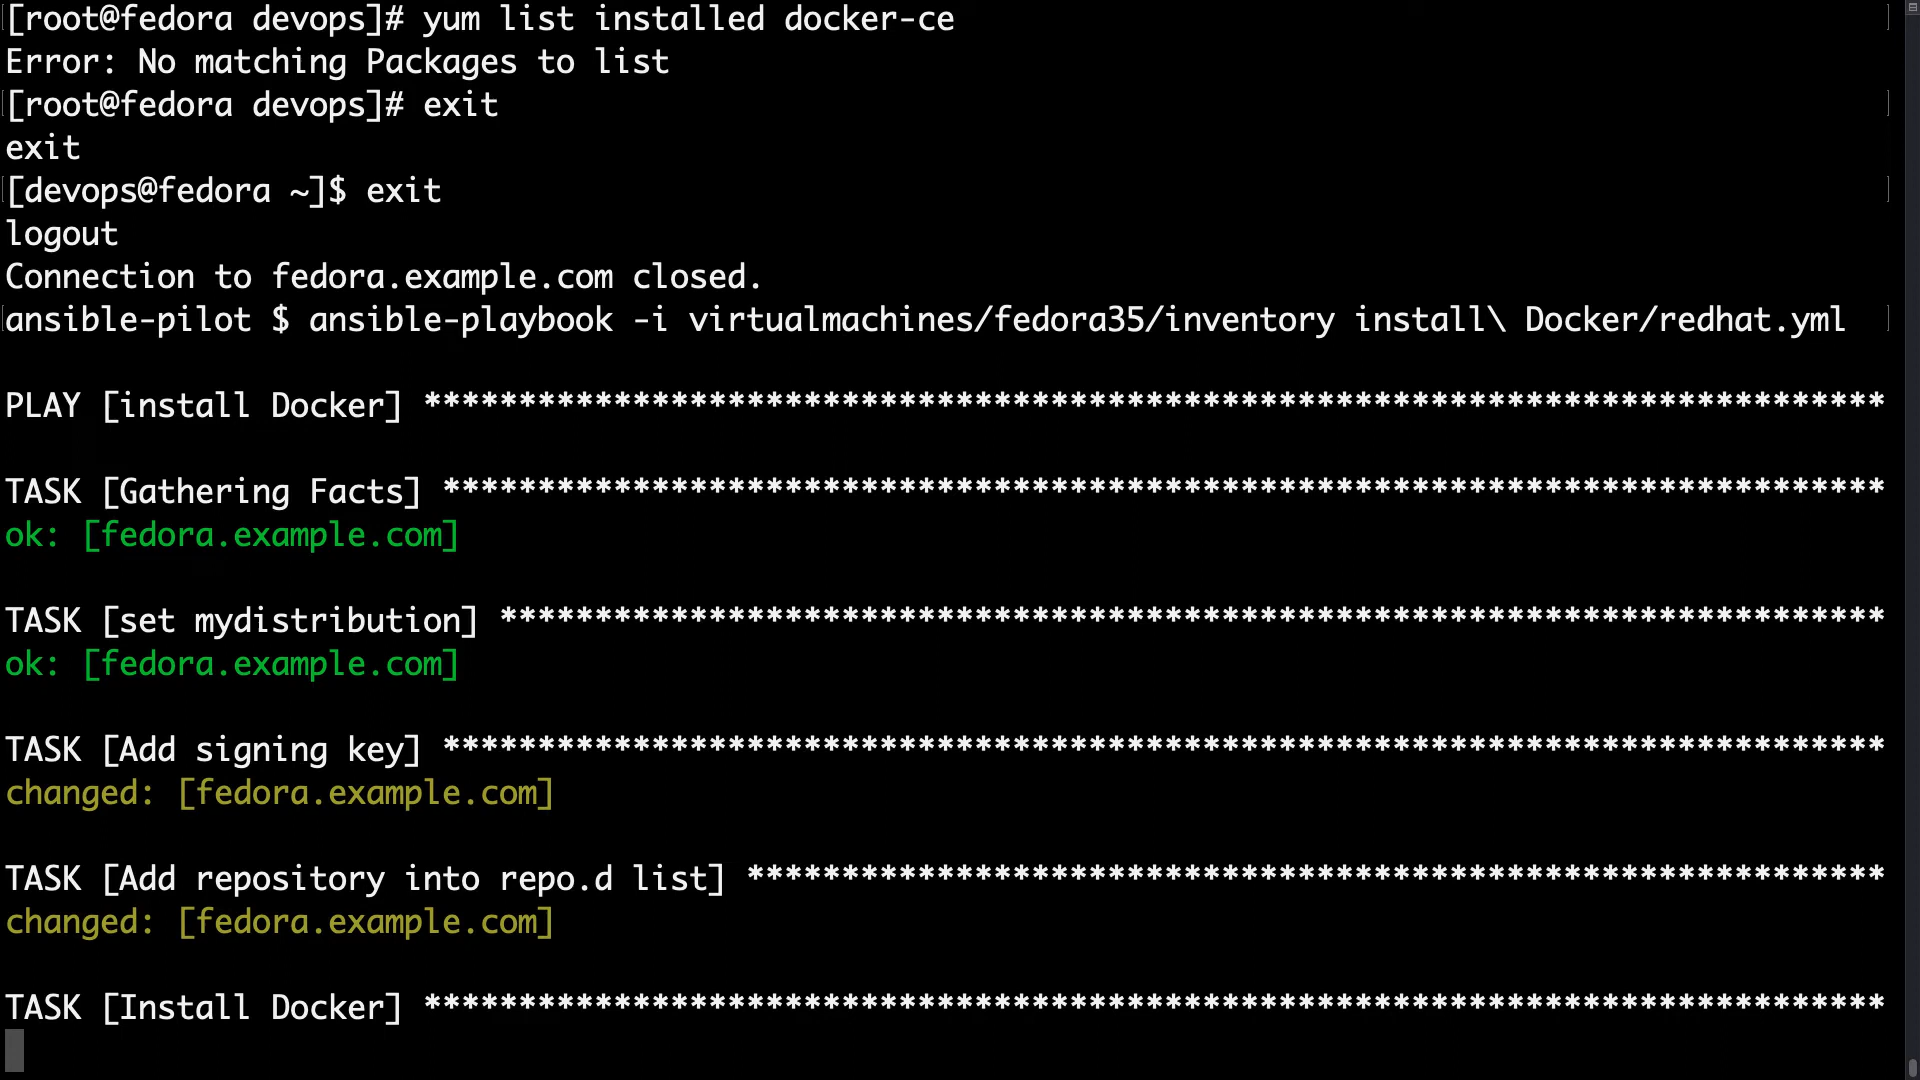 [root@fedora devops]# yum list installed docker-ce
Error: No matching Packages to list
[root@fedora devops]# exit
exit
[devops@fedora ~]$ exit
logout
Connection to fedora.example.com closed.
ansible-pilot $ ansible-playbook -i virtualmachines/fedora35/inventory install\ Docker/redhat.yml
PLAY [install Docker] *****************************************************************************
TASK [Gathering Facts] ****************************************************************************
ok: [fedora.example.com]
TASK [set mydistribution] *************************************************************************
ok: [fedora.example.com]
TASK [Add signing key] ****************************************************************************
changed: [fedora.example.com]
TASK [Add repository into repo.d list] ************************************************************
changed: [fedora.example.com]
TASK [Install Docker] *****************************************************************************